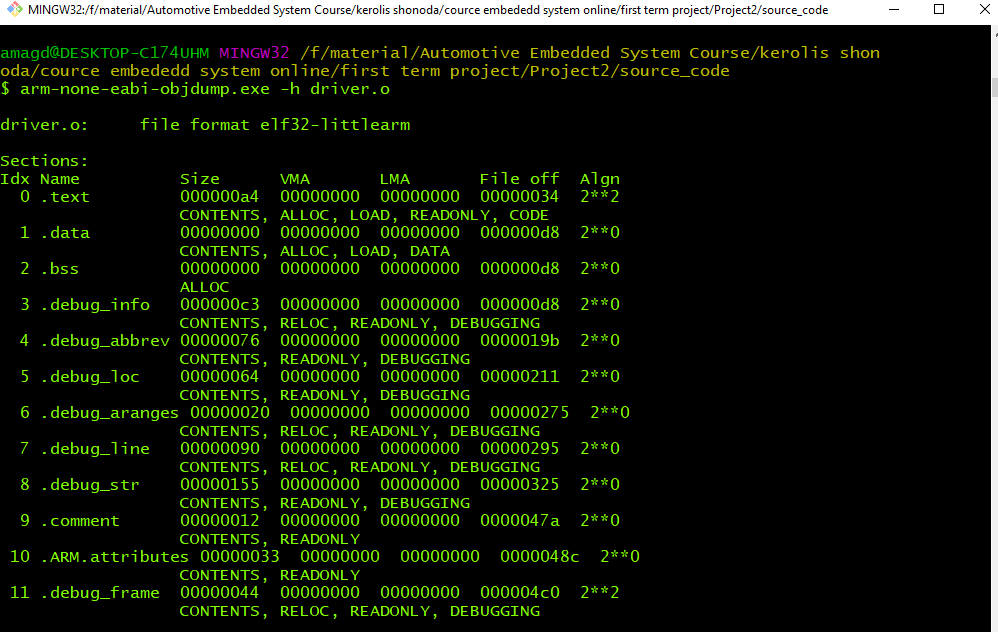 MINGW32:/f/material/Automotive Embedded System Course/kerolis shonoda/cource embededd system online/first term project/Project2/source_code
amagd@DESKTOP-C174UHM MINGW32 /f/material/Automotive Embedded System Course/kerolis shon
oda/cource embededd system online/first term project/Project2/source_code
$ arm-none-eabi-objdump.exe -h driver.o
driver.o:     file format elf32-littlearm
Sections:
Idx Name          Size      VMA       LMA       File off  Algn
  0 .text         000000a4  00000000  00000000  00000034  2**2
                  CONTENTS, ALLOC, LOAD, READONLY, CODE
  1 .data         00000000  00000000  00000000  000000d8  2**0
                  CONTENTS, ALLOC, LOAD, DATA
  2 .bss          00000000  00000000  00000000  000000d8  2**0
                  ALLOC
  3 .debug_info   000000c3  00000000  00000000  000000d8  2**0
                  CONTENTS, RELOC, READONLY, DEBUGGING
  4 .debug_abbrev 00000076  00000000  00000000  0000019b  2**0
                  CONTENTS, READONLY, DEBUGGING
  5 .debug_loc    00000064  00000000  00000000  00000211  2**0
                  CONTENTS, READONLY, DEBUGGING
  6 .debug_aranges 00000020  00000000  00000000  00000275  2**0
                  CONTENTS, RELOC, READONLY, DEBUGGING
  7 .debug_line   00000090  00000000  00000000  00000295  2**0
                  CONTENTS, RELOC, READONLY, DEBUGGING
  8 .debug_str    00000155  00000000  00000000  00000325  2**0
                  CONTENTS, READONLY, DEBUGGING
  9 .comment      00000012  00000000  00000000  0000047a  2**0
                  CONTENTS, READONLY
 10 .ARM.attributes 00000033  00000000  00000000  0000048c  2**0
                  CONTENTS, READONLY
 11 .debug_frame  00000044  00000000  00000000  000004c0  2**2
                  CONTENTS, RELOC, READONLY, DEBUGGING